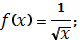 f(x) = 1/√x;